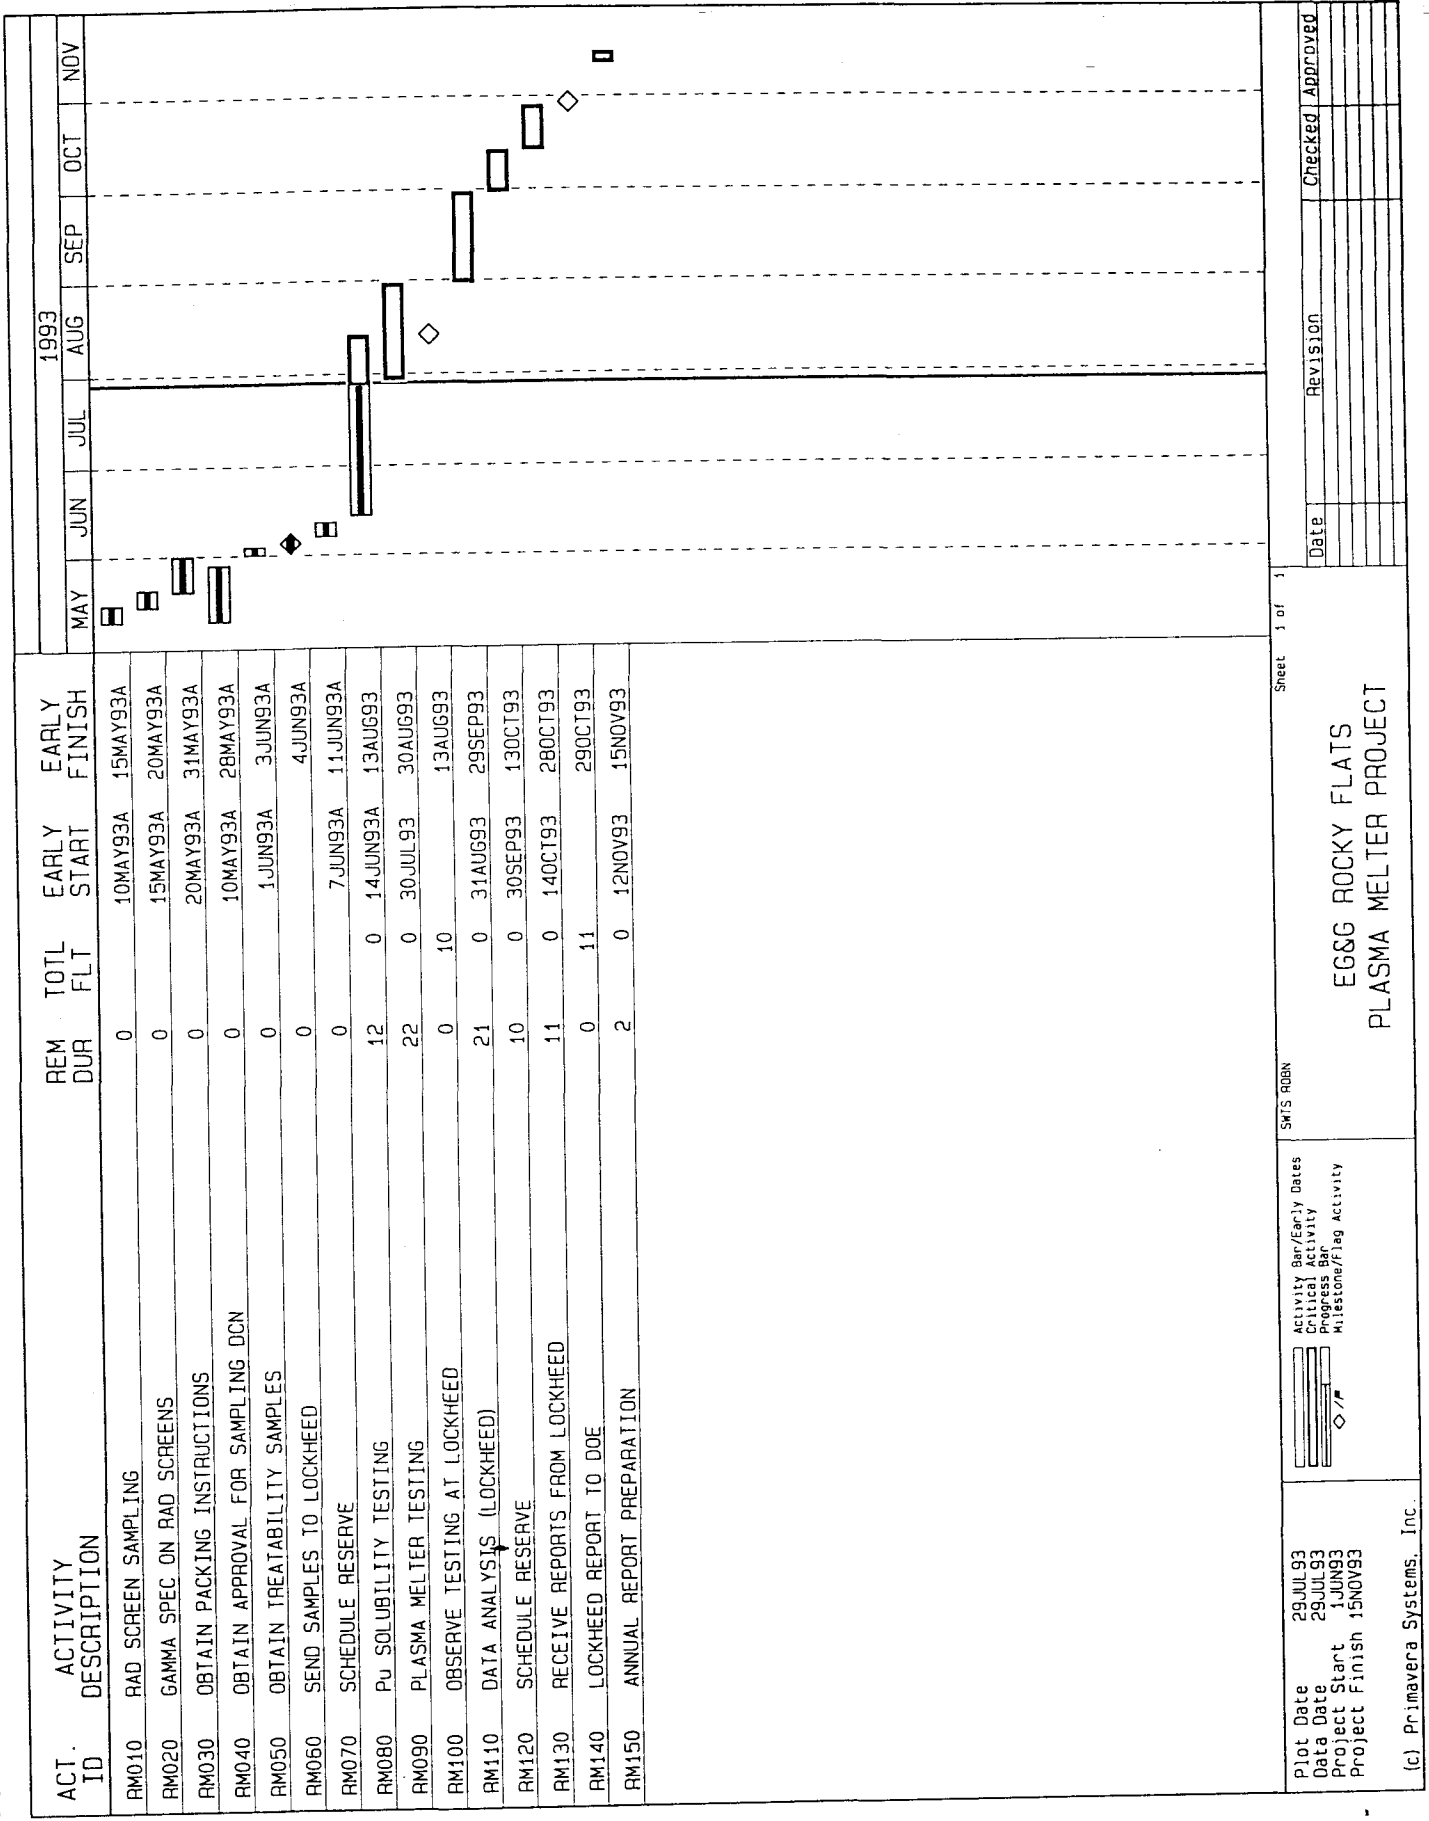 1993
ACT. ID ACTIVITY DESCRIPTION REM DUR TOTL FLT EARLY START EARLY FINISH MAY JUN JUL AUG SEP OCT NOV
RM010 RAD SCREEN SAMPLING 0 10MAY93A 15MAY93A
RM020 GAMMA SPEC ON RAD SCREENS 0 15MAY93A 20MAY93A
RM030 OBTAIN PACKING INSTRUCTIONS 0 20MAY93A 31MAY93A
RM040 OBTAIN APPROVAL FOR SAMPLING DCN 0 10MAY93A 28MAY93A
RM050 OBTAIN TREATABILITY SAMPLES 0 1JUN93A 3JUN93A
RM060 SEND SAMPLES TO LOCKHEED 0 4JUN93A
RM070 SCHEDULE RESERVE 0 7JUN93A 11JUN93A
RM080 Pu SOLUBILITY TESTING 12 0 14JUN93A 13AUG93
RM090 PLASMA MELTER TESTING 22 0 30JUL93 30AUG93
RM100 OBSERVE TESTING AT LOCKHEED 0 10 13AUG93
RM110 DATA ANALYSIS (LOCKHEED) 21 0 31AUG93 29SEP93
RM120 SCHEDULE RESERVE 10 0 30SEP93 13OCT93
RM130 RECEIVE REPORTS FROM LOCKHEED 11 0 14OCT93 28OCT93
RM140 LOCKHEED REPORT TO DOE 0 11 29OCT93
RM150 ANNUAL REPORT PREPARATION 2 0 12NOV93 15NOV93
Plot Date 29JUL93
Data Date 29JUL93
Project Start 1JUN93
Project Finish 15NOV93
(c) Primavera Systems, Inc.
Activity Bar/Early Dates
Critical Activity
Progress Bar
Milestone/Flag Activity
SWTS ROBN
Sheet 1 of 1
EG&G ROCKY FLATS
PLASMA MELTER PROJECT
Date Revision Checked Approved